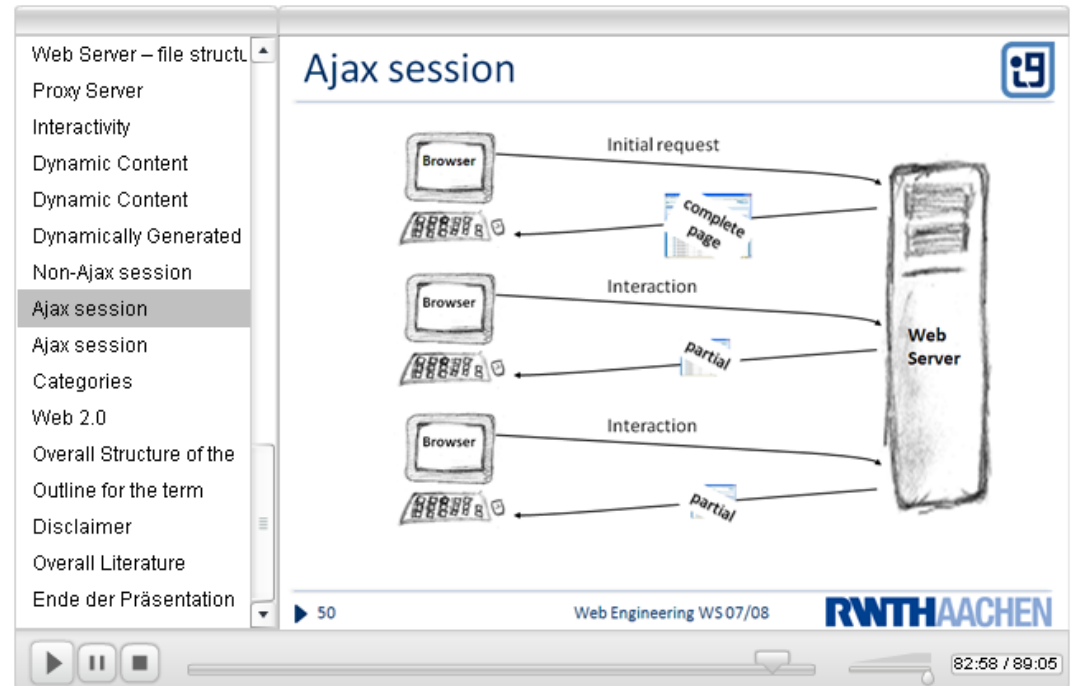 Web Server – file structu
Proxy Server
Interactivity
Dynamic Content
Dynamic Content
Dynamically Generated
Non-Ajax session
Ajax session
Ajax session
Categories
Web 2.0
Overall Structure of the
Outline for the term
Disclaimer
Overall Literature
Ende der Präsentation
Ajax session
i9
Browser
Initial request
complete
page
Browser
Interaction
partial
Web
Server
Browser
Interaction
partial
50
Web Engineering WS 07/08
RWTHAACHEN
82:58 / 89:05